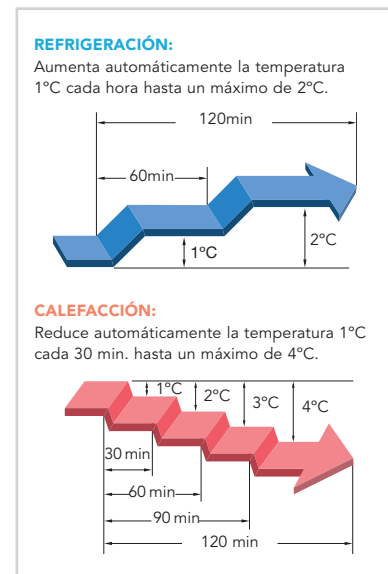 REFRIGERACIÓN:
Aumenta automáticamente la temperatura
1ºC cada hora hasta un máximo de 2ºC.
120min
60min
1ºC
2ºC
CALEFACCIÓN:
Reduce automáticamente la temperatura 1ºC
cada 30 min. hasta un máximo de 4ºC.
1ºC
2ºC
3ºC
4ºC
30 min
60 min
90 min
120 min